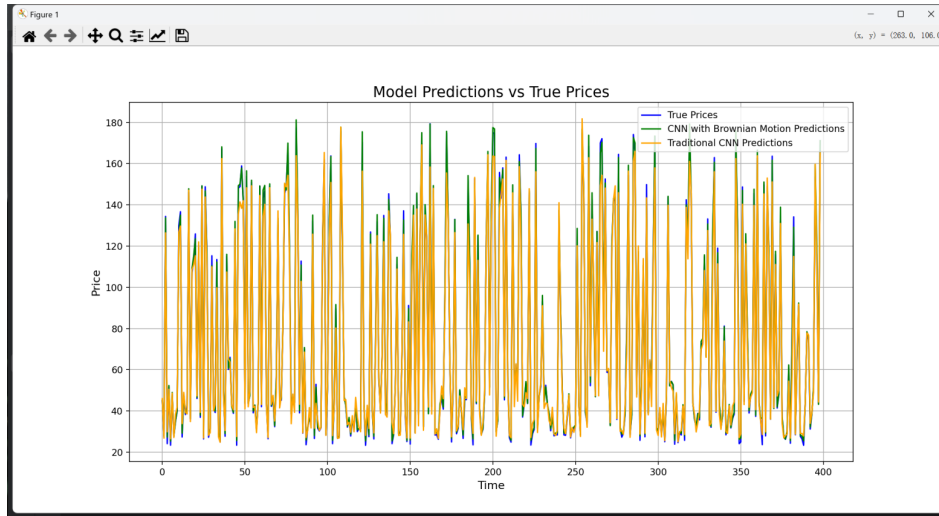 Figure 1
(x, y) = (263.0, 106.0
Model Predictions vs True Prices
True Prices
CNN with Brownian Motion Predictions
Traditional CNN Predictions
Price
180
160
140
120
100
80
60
40
20
0 50 100 150 200 250 300 350 400
Time